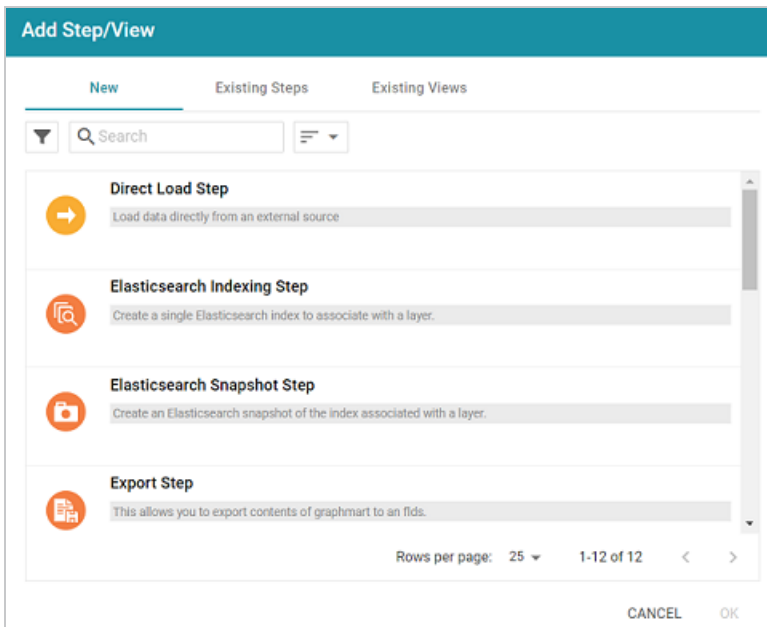 Add Step/View
New Existing Steps Existing Views
Search
Direct Load Step
Load data directly from an external source
Elasticsearch Indexing Step
Create a single Elasticsearch index to associate with a layer.
Elasticsearch Snapshot Step
Create an Elasticsearch snapshot of the index associated with a layer.
Export Step
This allows you to export contents of graphmart to an flds.
Rows per page: 25 1-12 of 12
CANCEL OK